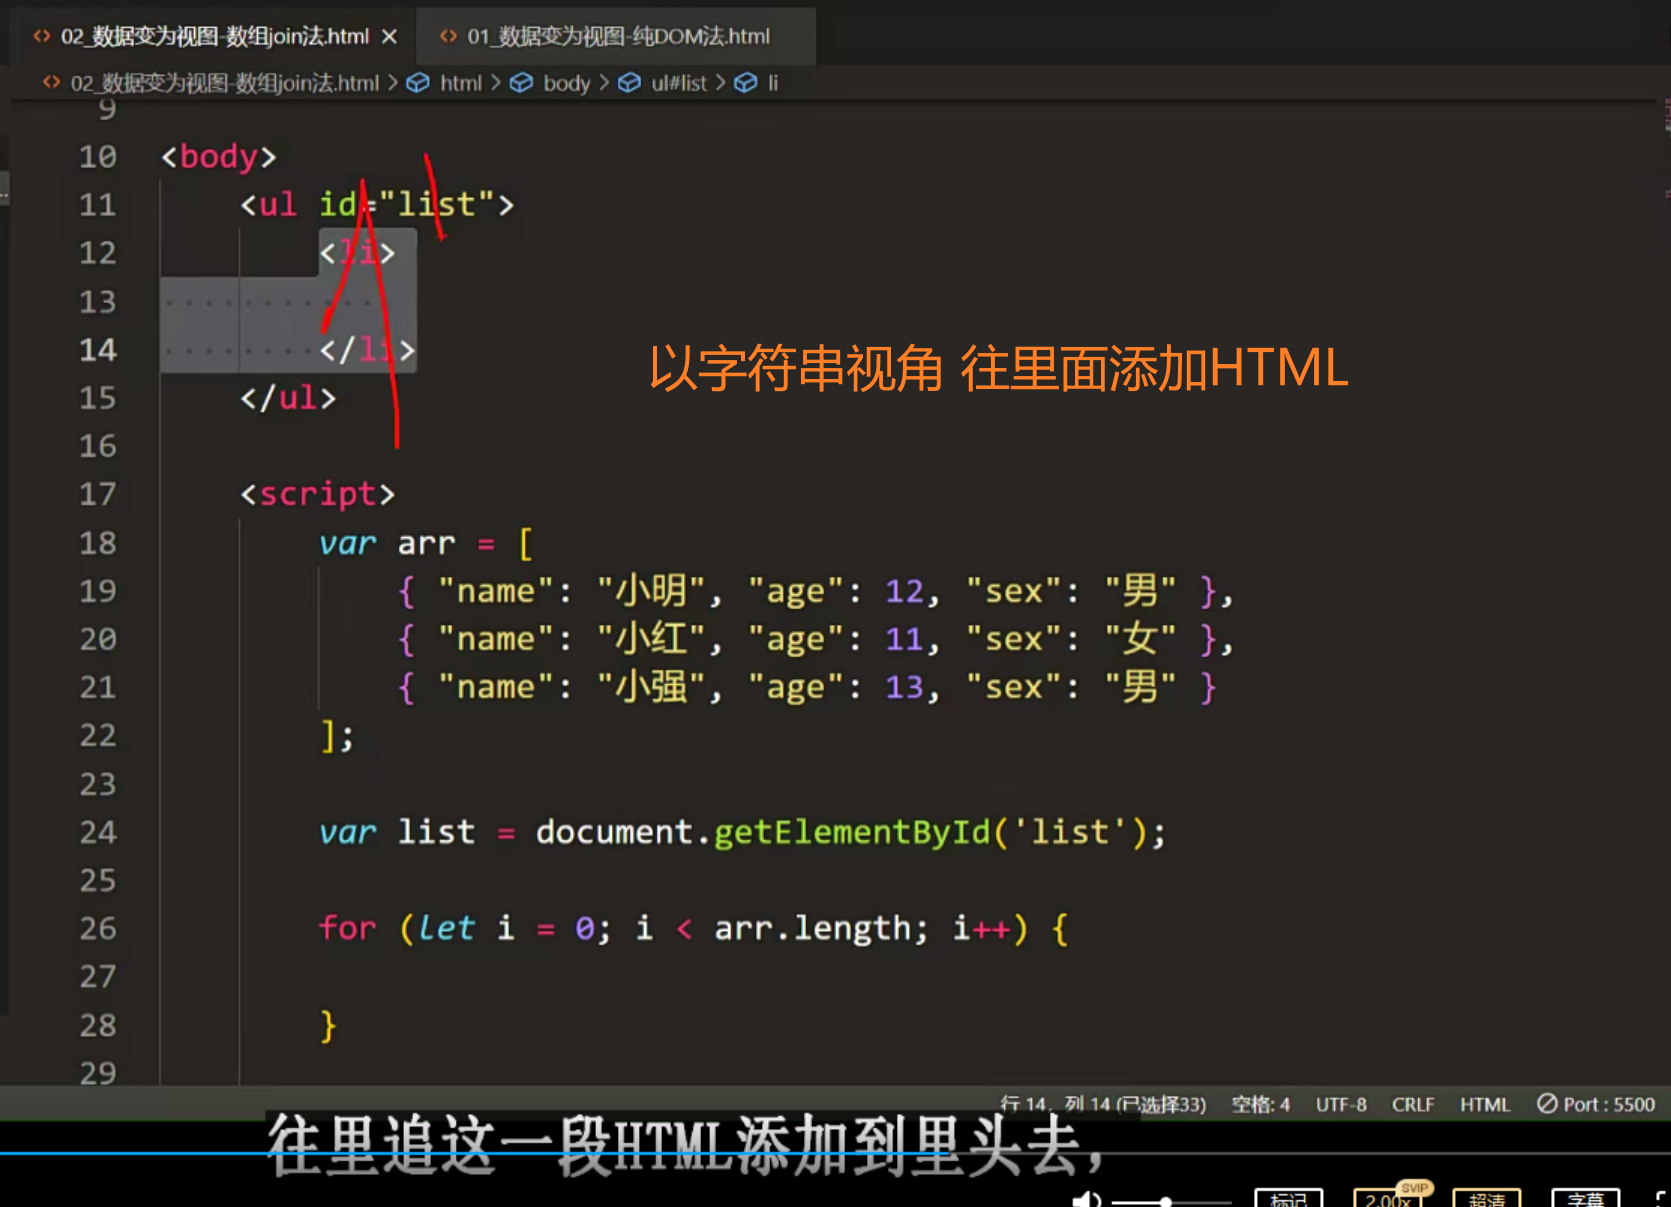 02_数据变为视图-数组join法.html
01_数据变为视图-纯DOM法.html
02_数据变为视图-数组join法.html > html > body > ul#list > li
9
10 <body>
11 <ul id="list">
12 <li>
13
14 </li>
15 </ul>
16
17 <script>
18 var arr = [
19 { "name": "小明", "age": 12, "sex": "男" },
20 { "name": "小红", "age": 11, "sex": "女" },
21 { "name": "小强", "age": 13, "sex": "男" }
22 ];
23
24 var list = document.getElementById('list');
25
26 for (let i = 0; i < arr.length; i++) {
27
28 }
29
以字符串视角 往里面添加HTML
行 14, 列 14 (已选择33) 空格: 4 UTF-8 CRLF HTML Port : 5500
往里追这一段HTML添加到里头去,
标记 2.00x SVIP 超清 字幕